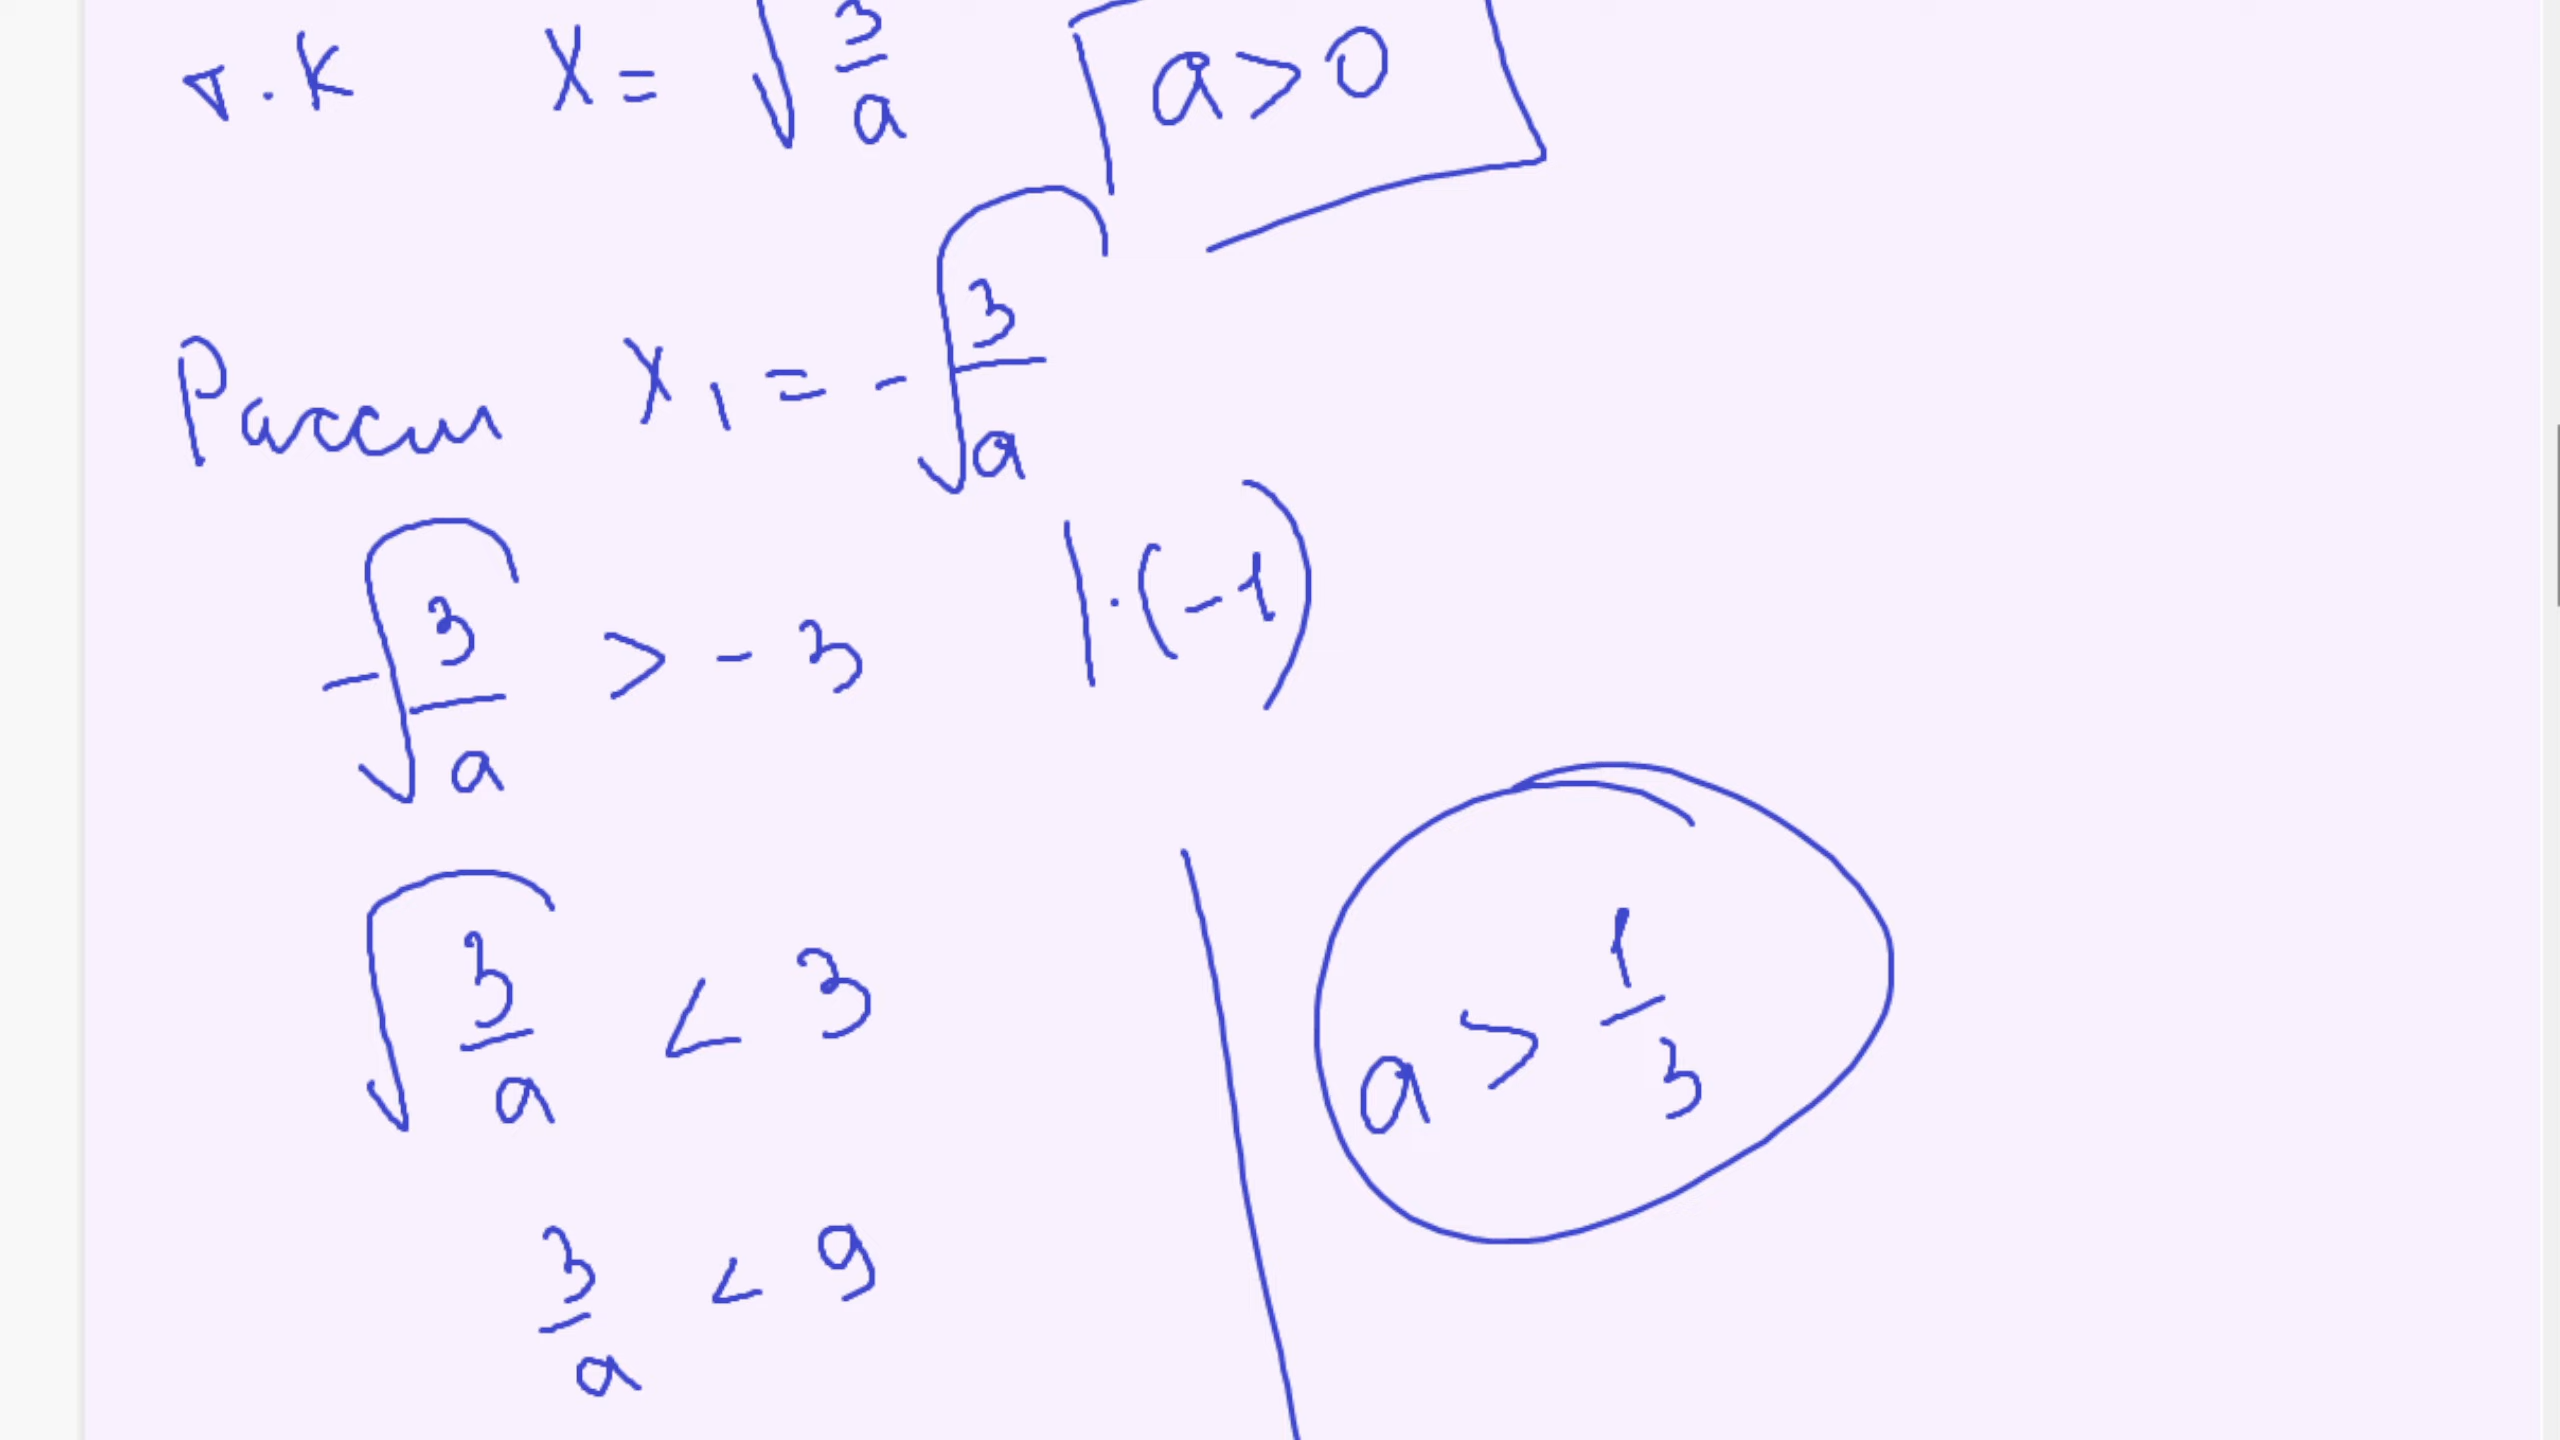 т.к x = √(3/a) a>0
Рассм x₁ = -√(3/a)
-√(3/a) > -3 |·(-1)
√(3/a) < 3
a > 1/3
3/a < 9